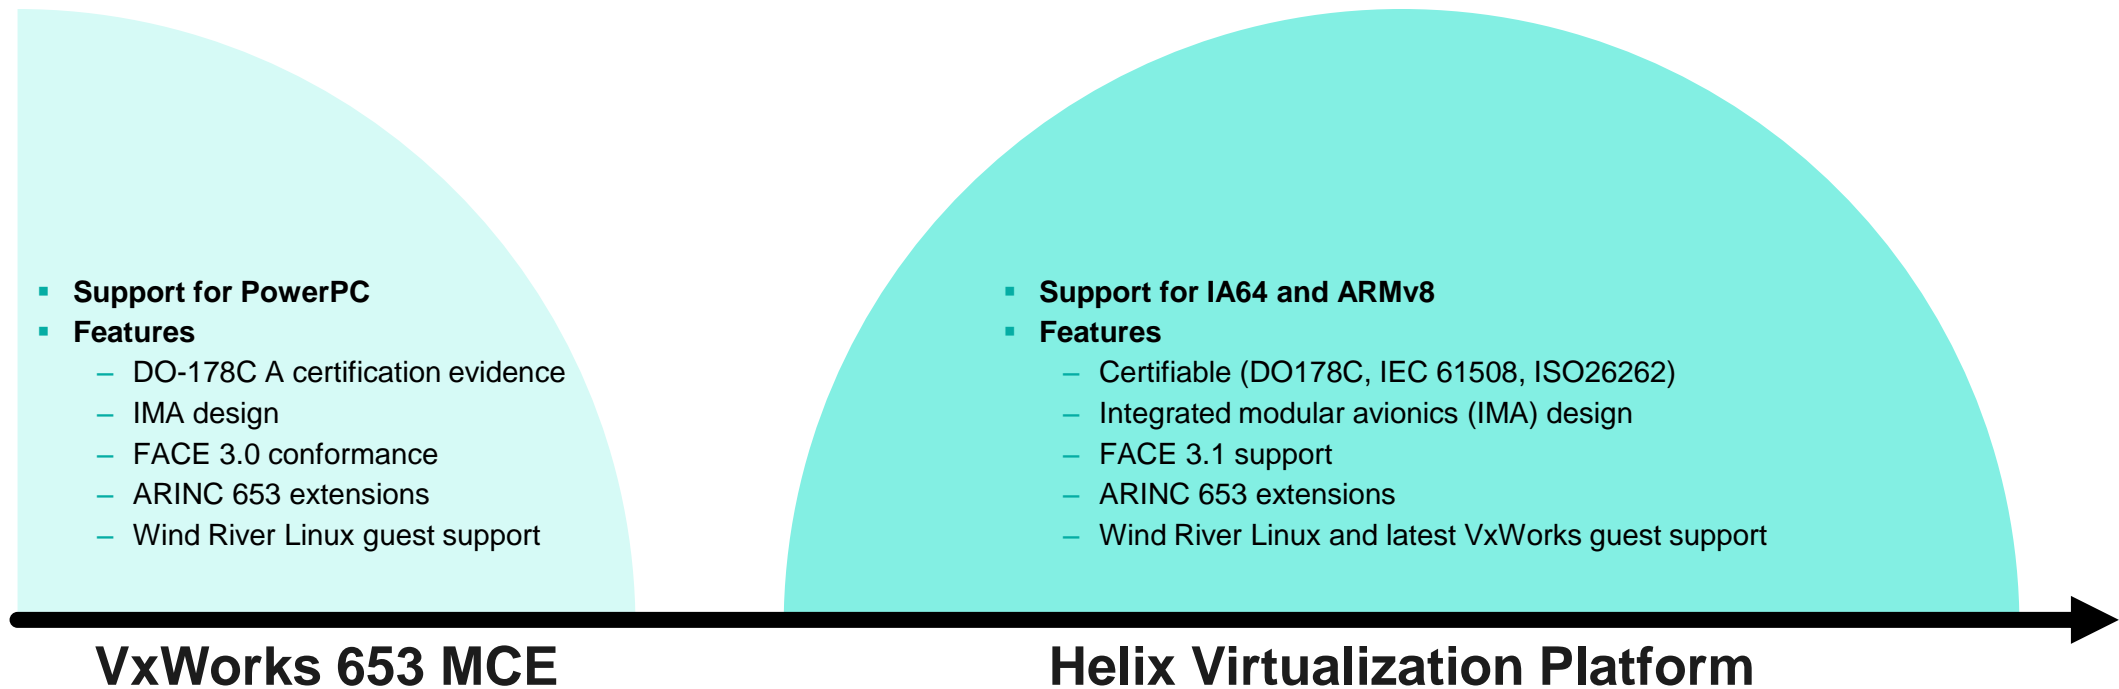 ▪ Support for PowerPC
▪ Features
– DO-178C A certification evidence
– IMA design
– FACE 3.0 conformance
– ARINC 653 extensions
– Wind River Linux guest support
VxWorks 653 MCE
▪ Support for IA64 and ARMv8
▪ Features
– Certifiable (DO178C, IEC 61508, ISO26262)
– Integrated modular avionics (IMA) design
– FACE 3.1 support
– ARINC 653 extensions
– Wind River Linux and latest VxWorks guest support
Helix Virtualization Platform